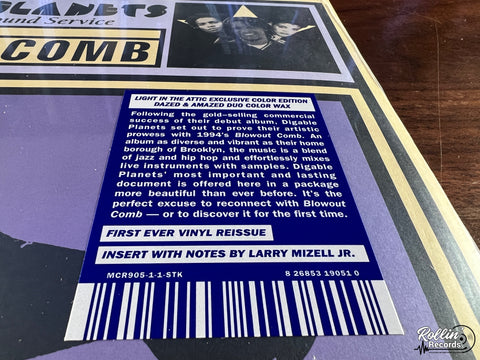 PLANETS
ound Service
COMB
LIGHT IN THE ATTIC EXCLUSIVE COLOR EDITION
DAZED & AMAZED DUO COLOR WAX
Following the gold-selling commercial
success of their debut album, Digable
Planets set out to prove their artistic
prowess with 1994's Blowout Comb. An
album as diverse and vibrant as their home
borough of Brooklyn, the music is a blend
of jazz and hip hop and effortlessly mixes
live instruments with samples. Digable
Planets' most important and lasting
document is offered here in a package
more beautiful than ever before. It's the
perfect excuse to reconnect with Blowout
Comb — or to discover it for the first time.
FIRST EVER VINYL REISSUE
INSERT WITH NOTES BY LARRY MIZELL JR.
MCR905-1-1-STK 8 26853 19051 0
Rollin'
Records